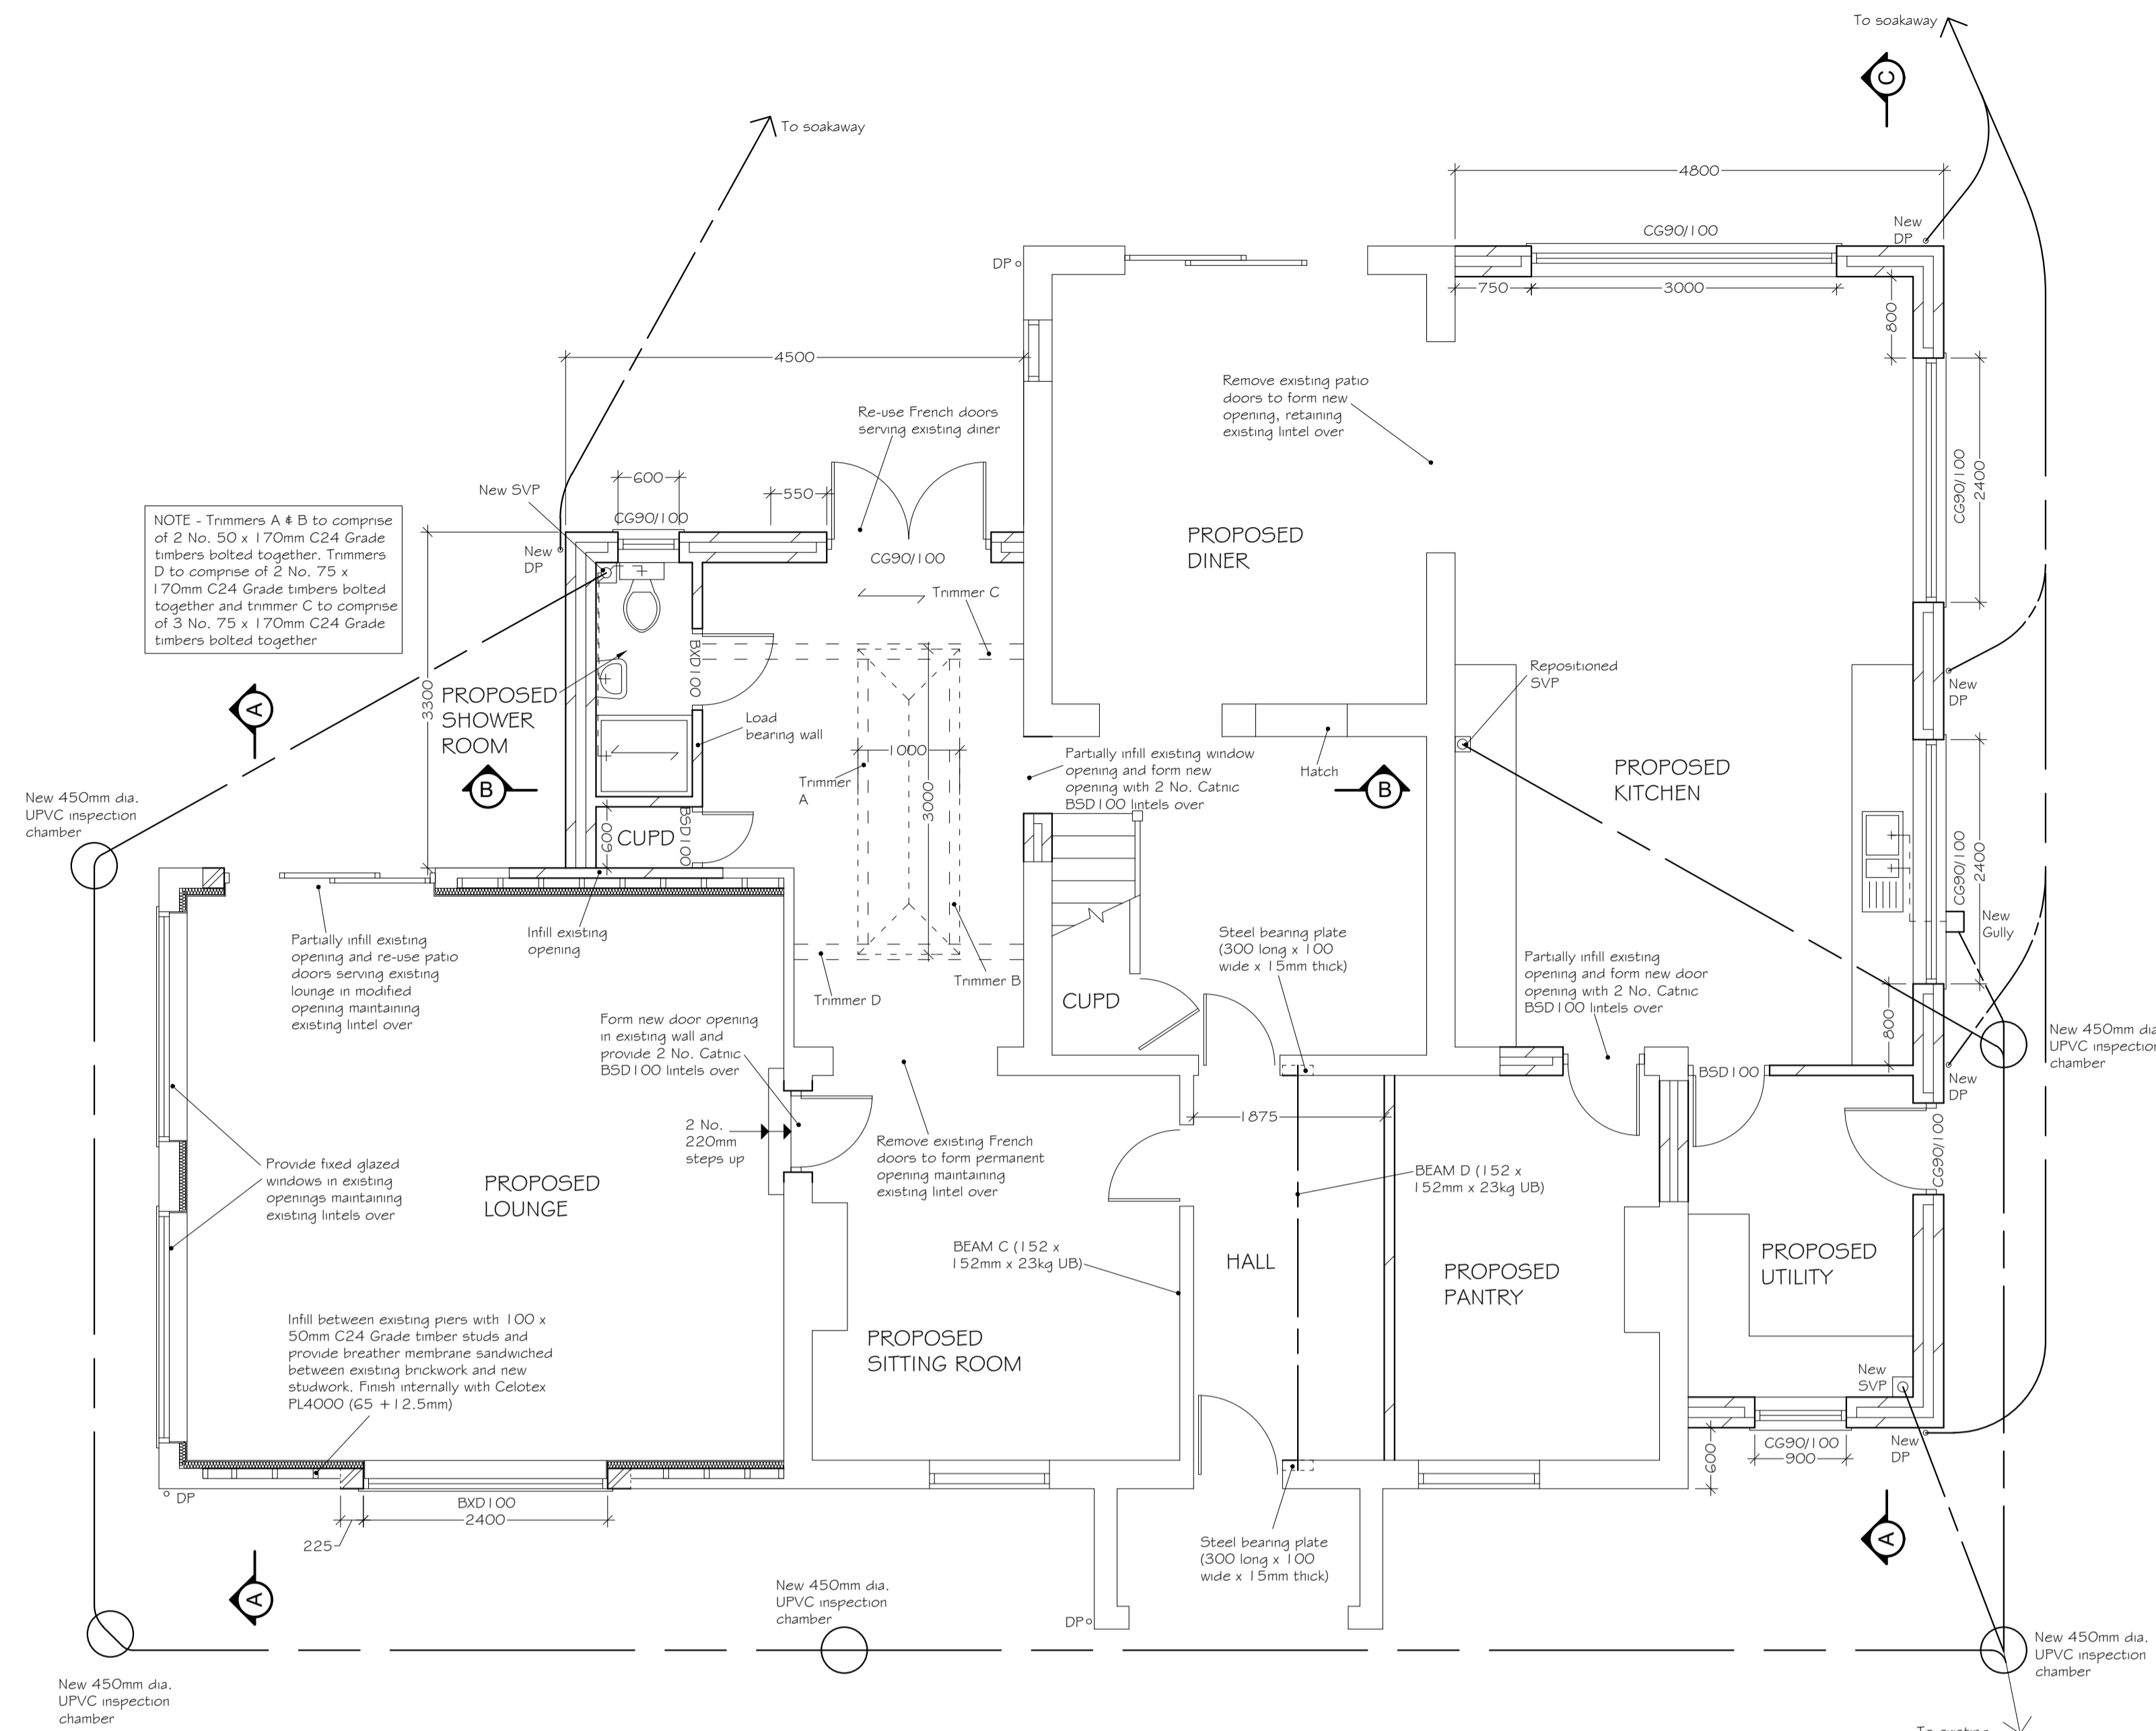 To soakaway
C
To soakaway
4800
CG90/100
New
DP
DP
750
3000
800
4500
Remove existing patio
doors to form new
opening, retaining
existing lintel over
Re-use French doors
serving existing diner
CG90/100
2400
New SVP
600
550
CG90/100
NOTE - Trimmers A & B to comprise
of 2 No. 50 x 170mm C24 Grade
timbers bolted together. Trimmers
D to comprise of 2 No. 75 x
170mm C24 Grade timbers bolted
together and trimmer C to comprise
of 3 No. 75 x 170mm C24 Grade
timbers bolted together
New
DP
CG90/100
PROPOSED
DINER
Trimmer C
BXD100
3300
PROPOSED
SHOWER
ROOM
A
Load
bearing wall
Repositioned
SVP
New
DP
1000
Trimmer
A
3000
Partially infill existing window
opening and form new
opening with 2 No. Catnic
BSD100 lintels over
Hatch
B
B
PROPOSED
KITCHEN
New 450mm dia.
UPVC inspection
chamber
600
CUPD
BSD100
CG90/100
2400
New
Gully
Partially infill existing
opening and re-use patio
doors serving existing
lounge in modified
opening maintaining
existing lintel over
Infill existing
opening
Steel bearing plate
(300 long x 100
wide x 15mm thick)
Partially infill existing
opening and form new door
opening with 2 No. Catnic
BSD100 lintels over
Trimmer B
Trimmer D
CUPD
Form new door opening
in existing wall and
provide 2 No. Catnic
BSD100 lintels over
800
New 450mm dia
UPVC inspection
chamber
BSD100
New
DP
2 No.
220mm
steps up
1875
Remove existing French
doors to form permanent
opening maintaining
existing lintel over
CG90/100
Provide fixed glazed
windows in existing
openings maintaining
existing lintels over
PROPOSED
LOUNGE
BEAM D (152 x
152mm x 23kg UB)
BEAM C (152 x
152mm x 23kg UB)
HALL
PROPOSED
PANTRY
PROPOSED
UTILITY
Infill between existing piers with 100 x
50mm C24 Grade timber studs and
provide breather membrane sandwiched
between existing brickwork and new
studwork. Finish internally with Celotex
PL4000 (65 +12.5mm)
PROPOSED
SITTING ROOM
New
SVP
CG90/100
900
New
DP
600
DP
BXD100
2400
225
Steel bearing plate
(300 long x 100
wide x 15mm thick)
A
A
New 450mm dia.
UPVC inspection
chamber
DP
New 450mm dia.
UPVC inspection
chamber
New 450mm dia.
UPVC inspection
chamber
To existing